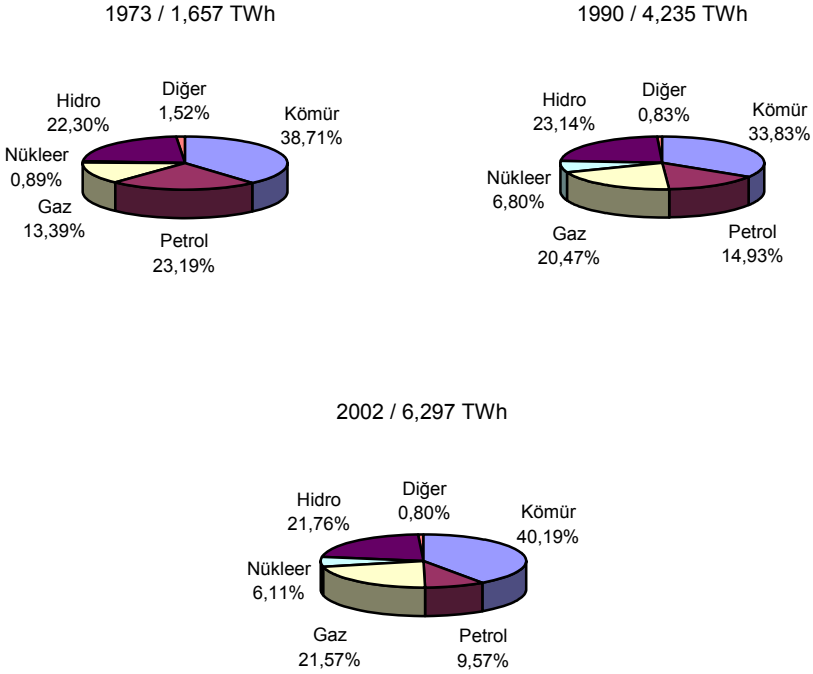 1973 / 1,657 TWh
Diğer
1,52%
Hidro
22,30%
Kömür
38,71%
Nükleer
0,89%
Gaz
13,39%
Petrol
23,19%
1990 / 4,235 TWh
Diğer
0,83%
Hidro
23,14%
Kömür
33,83%
Nükleer
6,80%
Gaz
20,47%
Petrol
14,93%
2002 / 6,297 TWh
Diğer
0,80%
Hidro
21,76%
Kömür
40,19%
Nükleer
6,11%
Gaz
21,57%
Petrol
9,57%